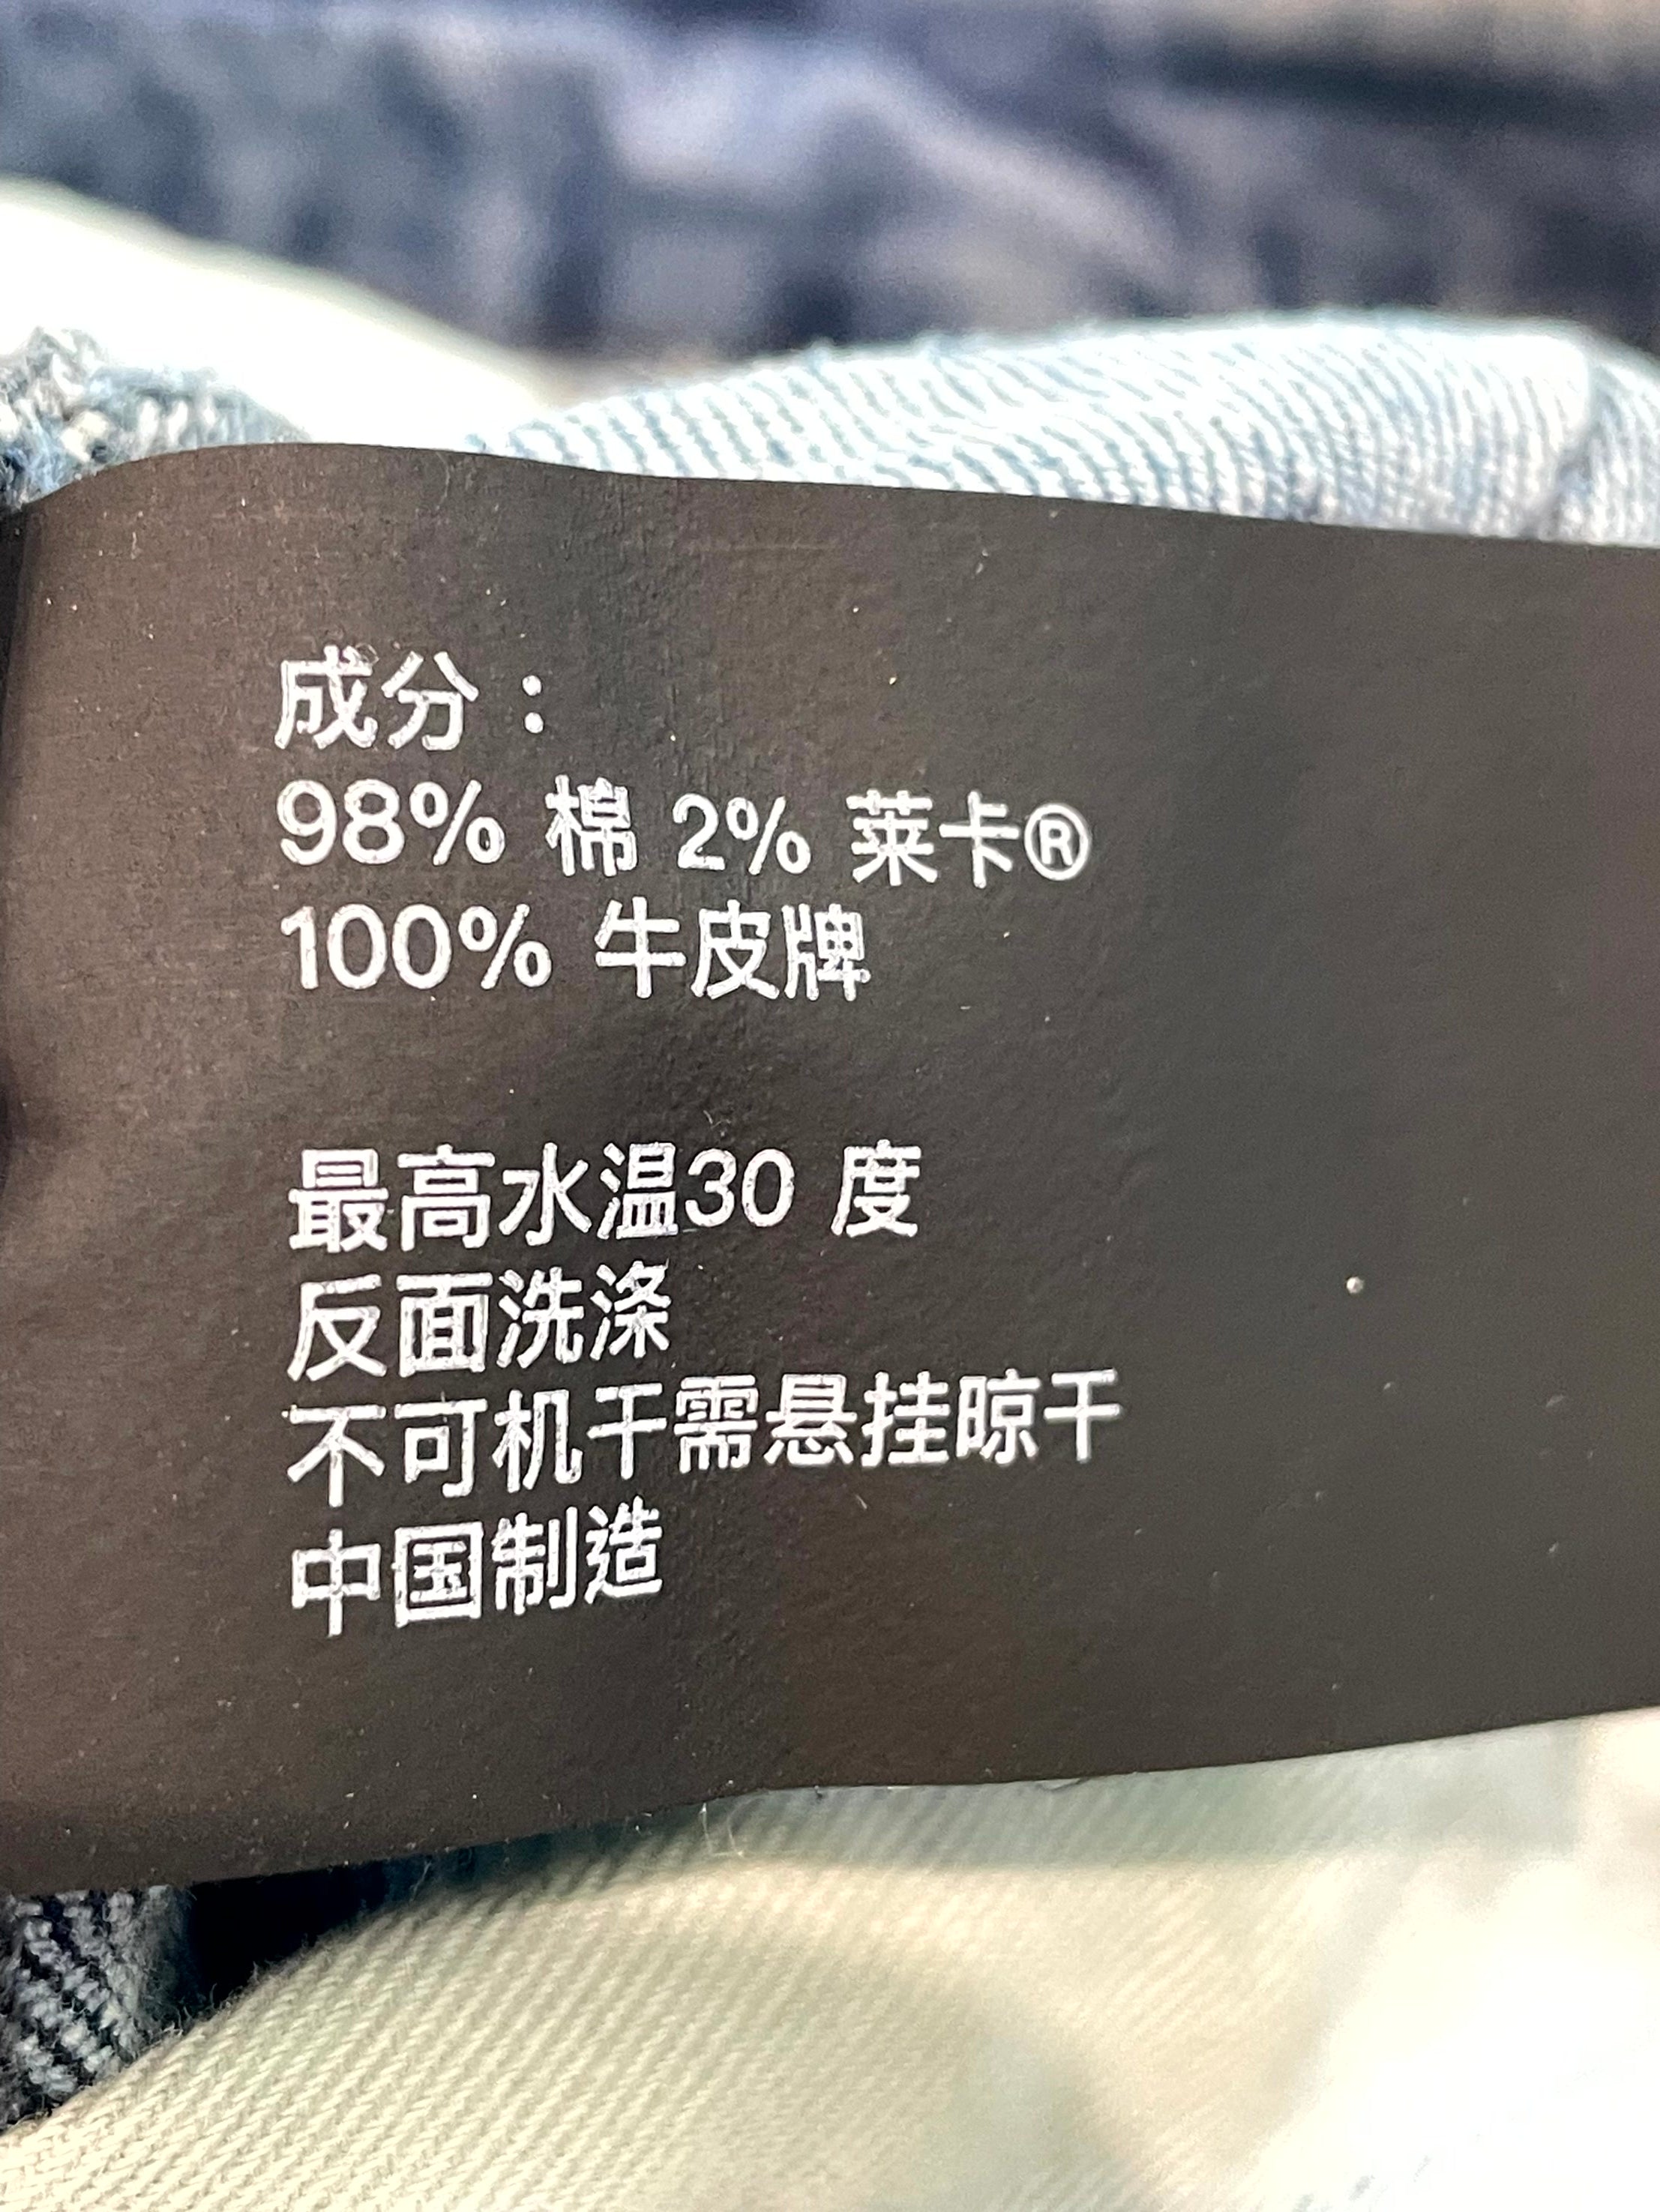 成分：
98% 棉 2% 莱卡®
100% 牛皮牌
最高水温30 度
反面洗涤
不可机干需悬挂晾干
中国制造